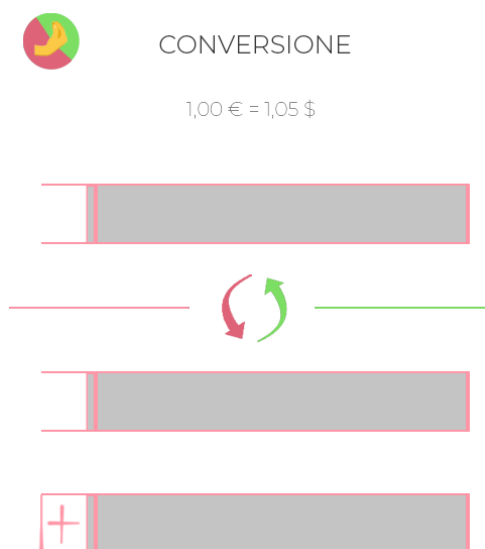 CONVERSIONE
1,00 € = 1,05 $